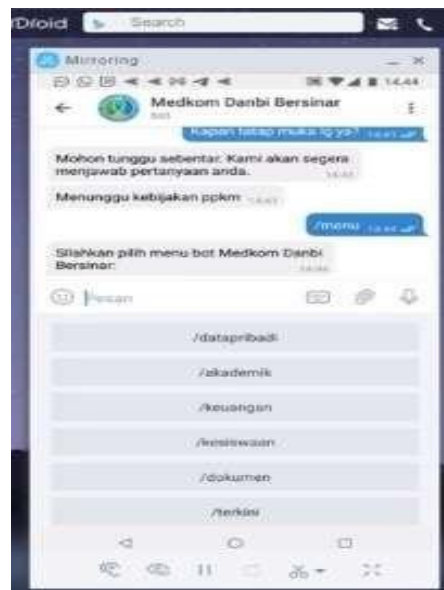 Droid
Search
Mirroring
14.44
Medkom Danbi Bersinar
bot
Kapan tatap muka lg ya?
Mohon tunggu sebentar. Kami akan segera
menjawab pertanyaan anda.
Menunggu kebijakan ppkm
/menu
Silahkan pilih menu bot Medkom Danbi
Bersinar:
Pesan
/datapribadi
/akademik
/keuangan
/kesiswaan
/dokumen
/terkini